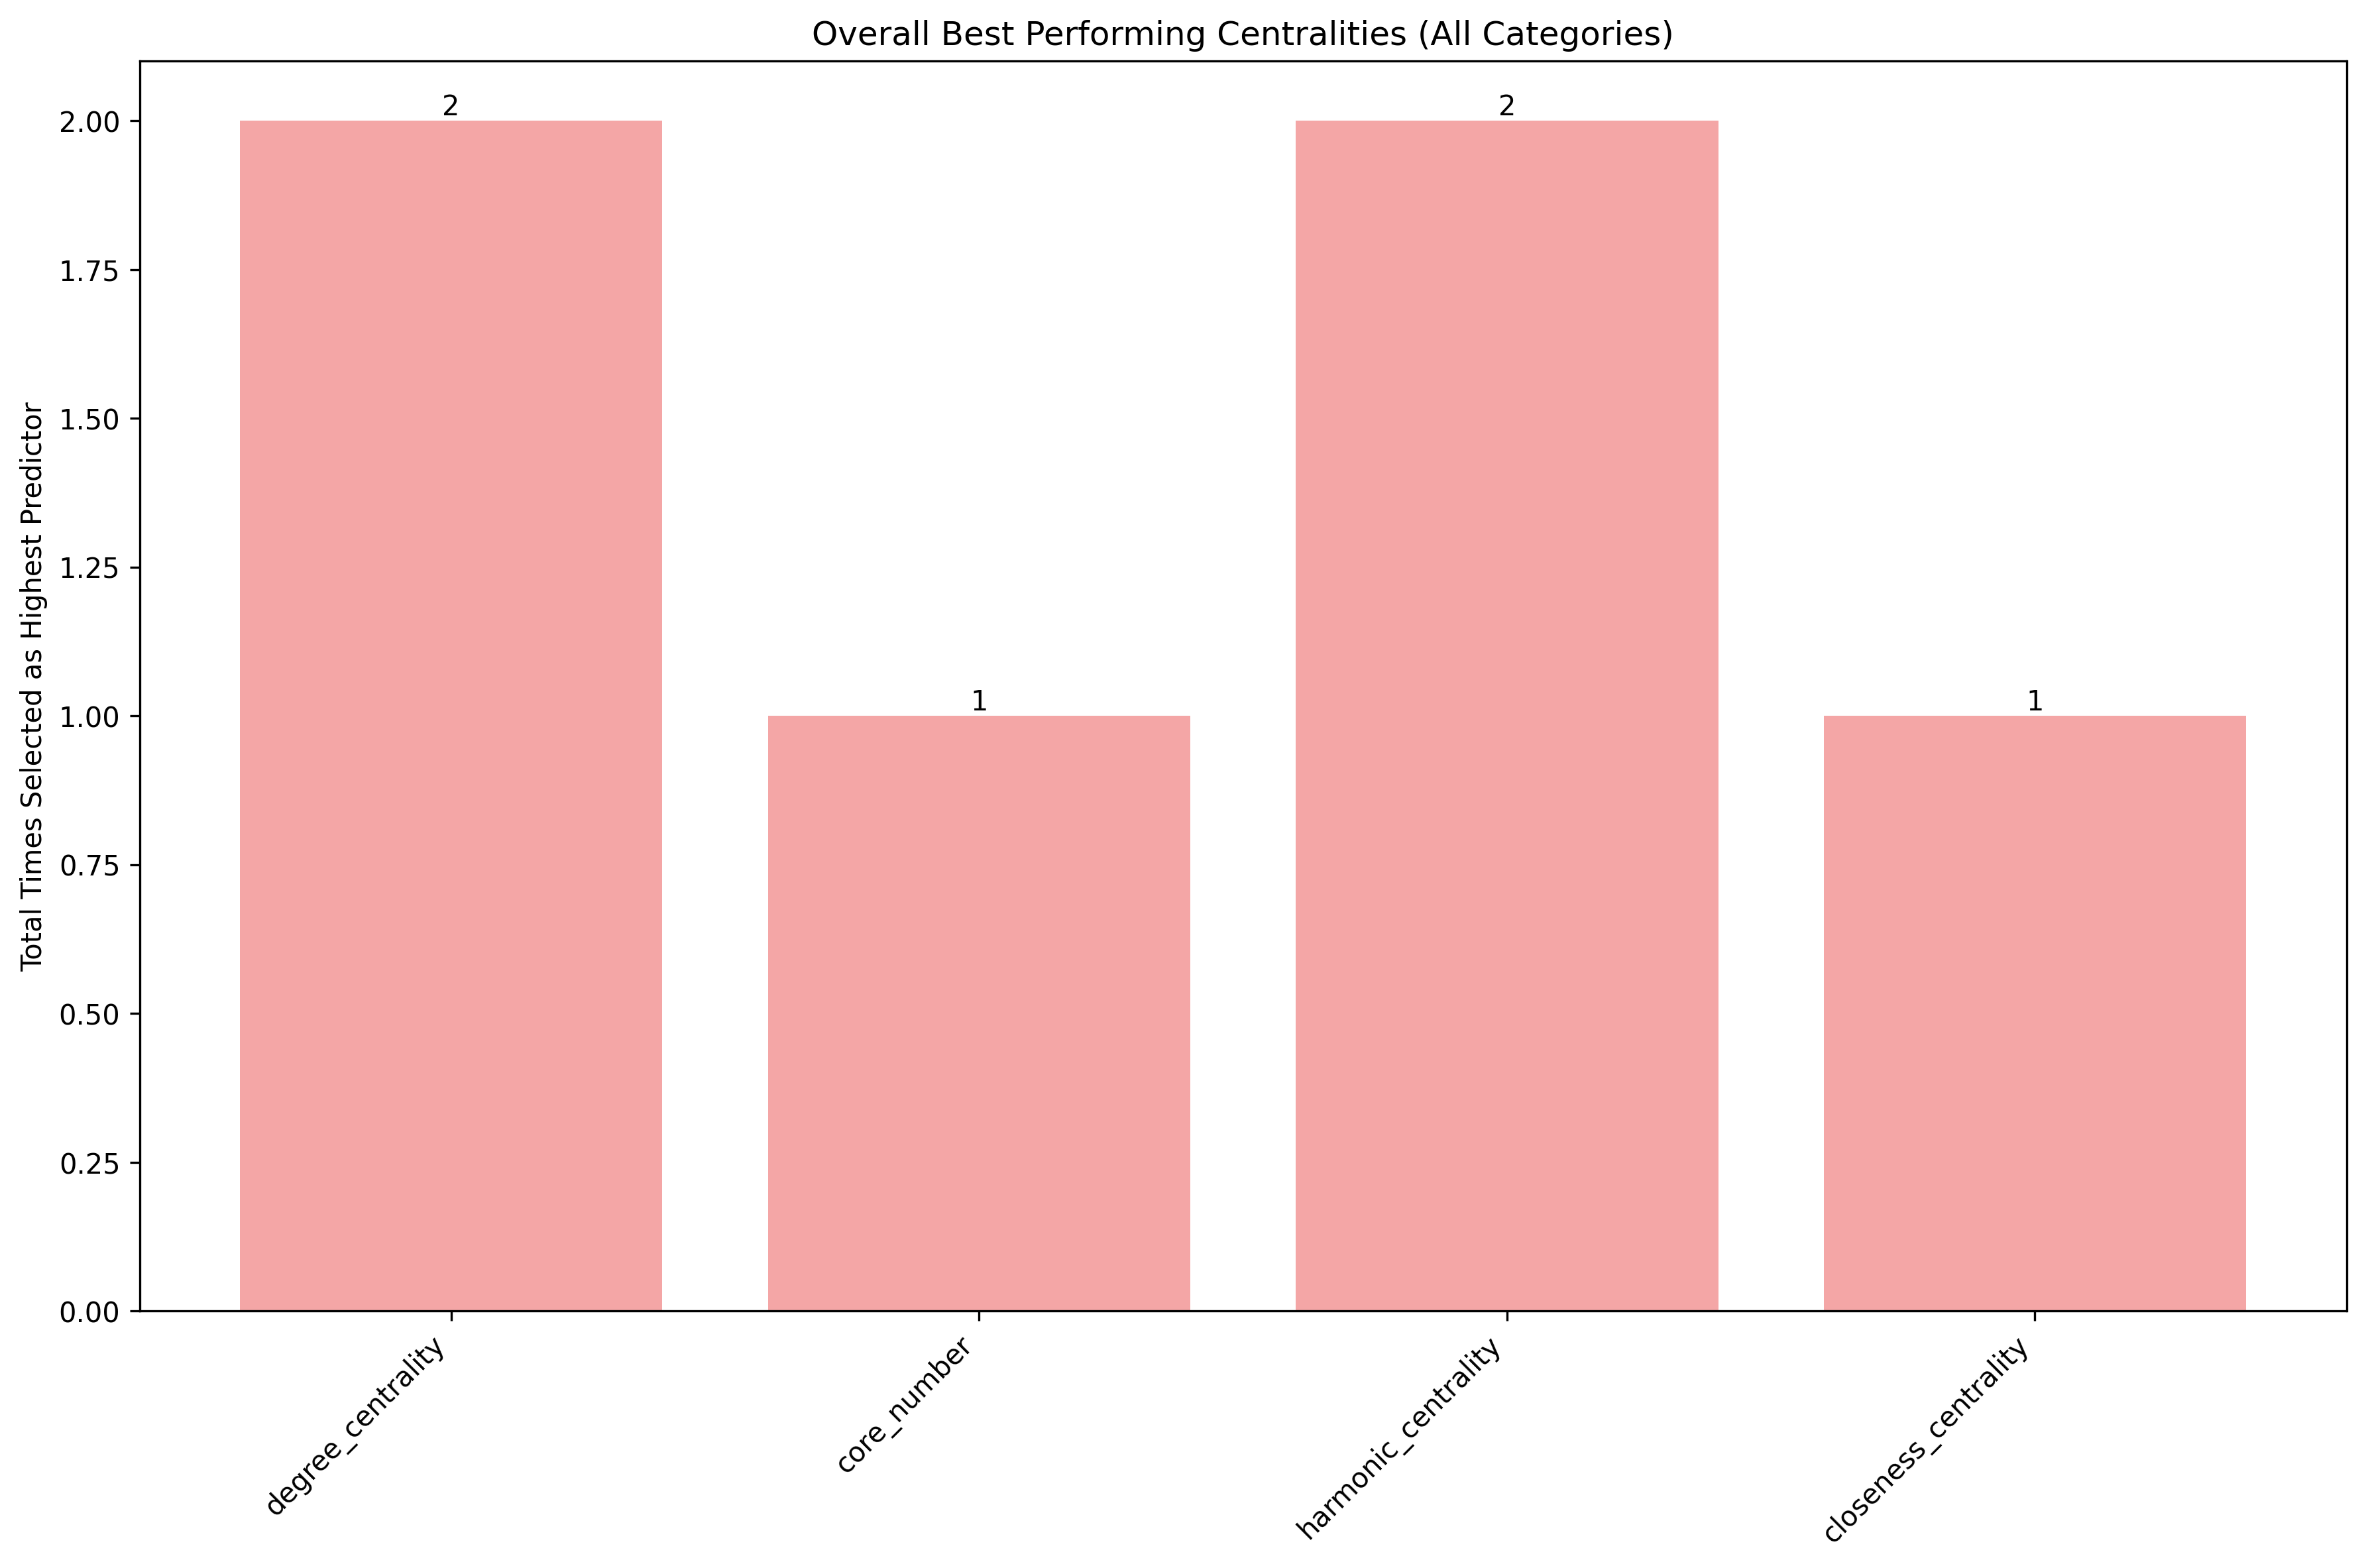 Overall Best Performing Centralities (All Categories)
Total Times Selected as Highest Predictor
2.00
1.75
1.50
1.25
1.00
0.75
0.50
0.25
0.00
2
1
2
1
degree_centrality
core_number
harmonic_centrality
closeness_centrality